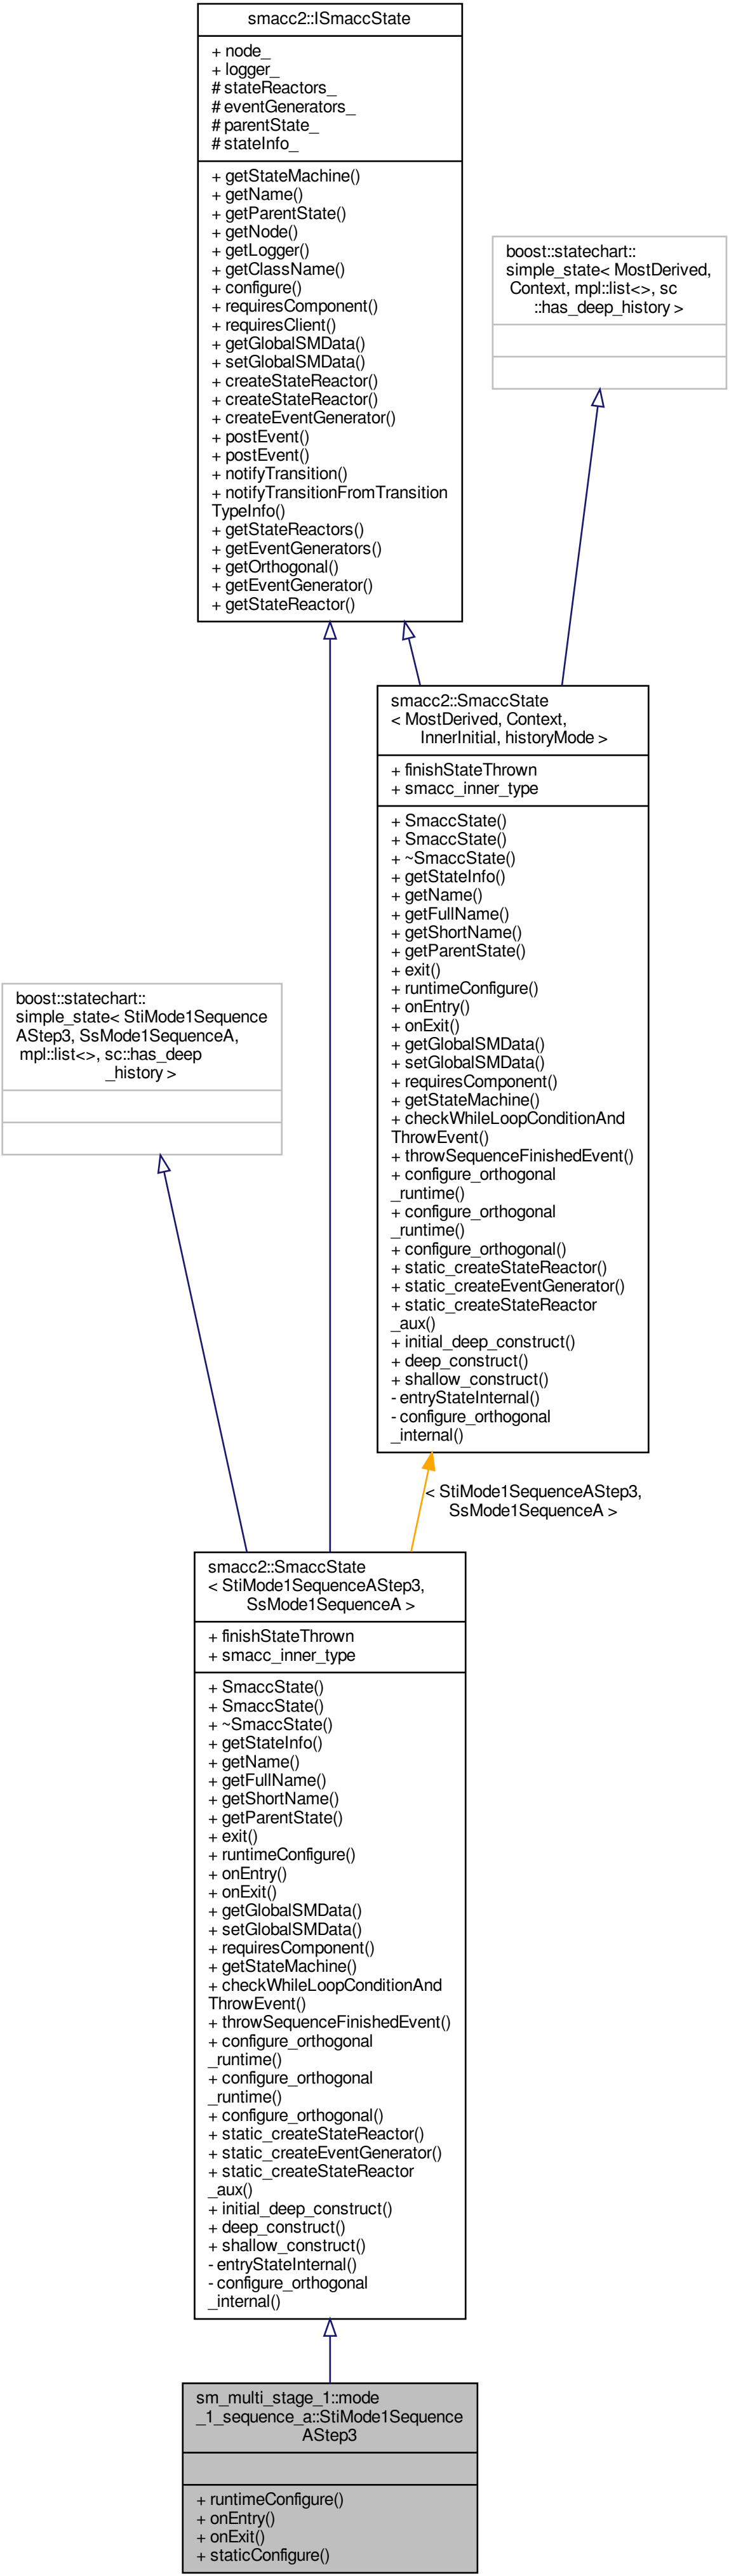 smacc2::ISmaccState
+ node_
+ logger_
# stateReactors_
# eventGenerators_
# parentState_
# stateInfo_
+ getStateMachine()
+ getName()
+ getParentState()
+ getNode()
+ getLogger()
+ getClassName()
+ configure()
+ requiresComponent()
+ requiresClient()
+ getGlobalSMData()
+ setGlobalSMData()
+ createStateReactor()
+ createStateReactor()
+ createEventGenerator()
+ postEvent()
+ postEvent()
+ notifyTransition()
+ notifyTransitionFromTransition
TypeInfo()
+ getStateReactors()
+ getEventGenerators()
+ getOrthogonal()
+ getEventGenerator()
+ getStateReactor()
boost::statechart::
simple_state< MostDerived,
Context, mpl::list<>, sc
::has_deep_history >
smacc2::SmaccState
< MostDerived, Context,
InnerInitial, historyMode >
+ finishStateThrown
+ smacc_inner_type
+ SmaccState()
+ SmaccState()
+ ~SmaccState()
+ getStateInfo()
+ getName()
+ getFullName()
+ getShortName()
+ getParentState()
+ exit()
+ runtimeConfigure()
+ onEntry()
+ onExit()
+ getGlobalSMData()
+ setGlobalSMData()
+ requiresComponent()
+ getStateMachine()
+ checkWhileLoopConditionAnd
ThrowEvent()
+ throwSequenceFinishedEvent()
+ configure_orthogonal
_runtime()
+ configure_orthogonal
_runtime()
+ configure_orthogonal()
+ static_createStateReactor()
+ static_createEventGenerator()
+ static_createStateReactor
_aux()
+ initial_deep_construct()
+ deep_construct()
+ shallow_construct()
- entryStateInternal()
- configure_orthogonal
_internal()
boost::statechart::
simple_state< StiMode1Sequence
AStep3, SsMode1SequenceA,
mpl::list<>, sc::has_deep
_history >
< StiMode1SequenceAStep3,
SsMode1SequenceA >
smacc2::SmaccState
< StiMode1SequenceAStep3,
SsMode1SequenceA >
+ finishStateThrown
+ smacc_inner_type
+ SmaccState()
+ SmaccState()
+ ~SmaccState()
+ getStateInfo()
+ getName()
+ getFullName()
+ getShortName()
+ getParentState()
+ exit()
+ runtimeConfigure()
+ onEntry()
+ onExit()
+ getGlobalSMData()
+ setGlobalSMData()
+ requiresComponent()
+ getStateMachine()
+ checkWhileLoopConditionAnd
ThrowEvent()
+ throwSequenceFinishedEvent()
+ configure_orthogonal
_runtime()
+ configure_orthogonal
_runtime()
+ configure_orthogonal()
+ static_createStateReactor()
+ static_createEventGenerator()
+ static_createStateReactor
_aux()
+ initial_deep_construct()
+ deep_construct()
+ shallow_construct()
- entryStateInternal()
- configure_orthogonal
_internal()
sm_multi_stage_1::mode
_1_sequence_a::StiMode1Sequence
AStep3
+ runtimeConfigure()
+ onEntry()
+ onExit()
+ staticConfigure()